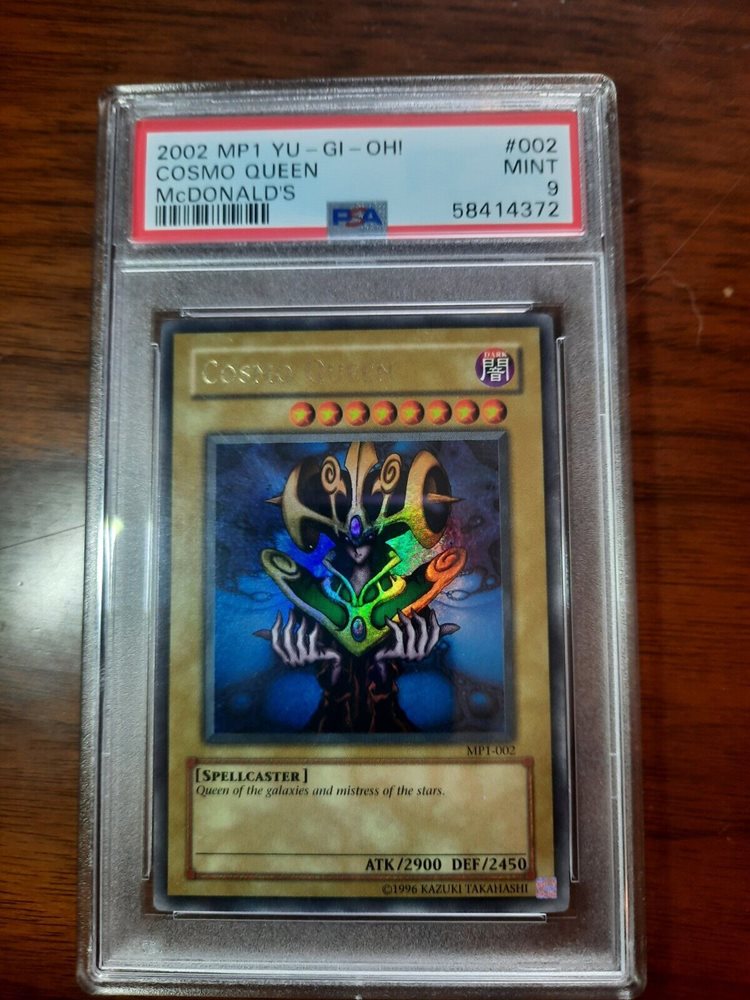 2002 MP1 YU-GI-OH! #002
COSMO QUEEN MINT
McDONALD'S 9
PSA 58414372
COSMO QUEEN
DARK
闇
MP1-002
[SPELLCASTER]
Queen of the galaxies and mistress of the stars.
ATK/2900 DEF/2450
©1996 KAZUKI TAKAHASHI